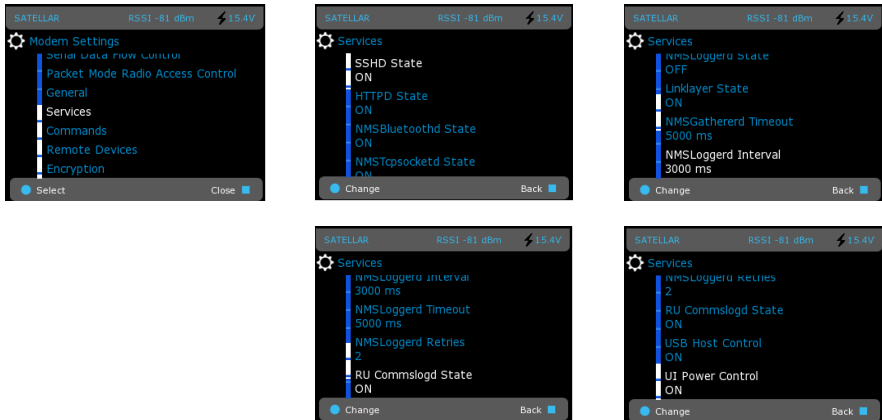 SATELLAR RSSI -81 dBm 15.4V
Modem Settings
Serial Data Flow Control
Packet Mode Radio Access Control
General
Services
Commands
Remote Devices
Encryption
Select Close
SATELLAR RSSI -81 dBm 15.4V
Services
SSHD State
ON
HTTPD State
ON
NMSBluetoothd State
ON
NMSTcpsocketd State
ON
Change Back
SATELLAR RSSI -81 dBm 15.4V
Services
NMSLoggerd State
OFF
Linklayer State
ON
NMSGathererd Timeout
5000 ms
NMSLoggerd Interval
3000 ms
Change Back
SATELLAR RSSI -81 dBm 15.4V
Services
NMSLoggerd Interval
3000 ms
NMSLoggerd Timeout
5000 ms
NMSLoggerd Retries
2
RU Commslogd State
ON
Change Back
SATELLAR RSSI -81 dBm 15.4V
Services
NMSLoggerd Retries
2
RU Commslogd State
ON
USB Host Control
ON
UI Power Control
ON
Change Back